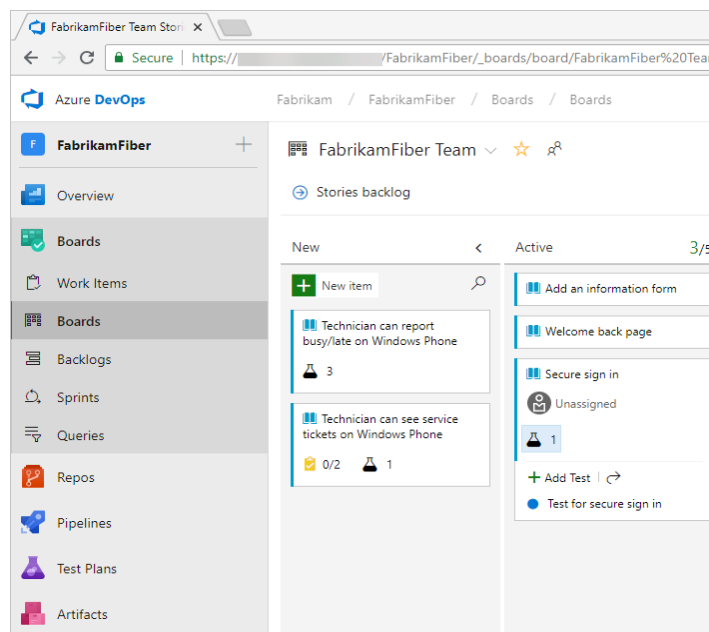 FabrikamFiber Team Stori
Secure | https:// /FabrikamFiber/_boards/board/FabrikamFiber%20Tea
Azure DevOps
Fabrikam / FabrikamFiber / Boards / Boards
F FabrikamFiber
FabrikamFiber Team
Overview
Stories backlog
Boards
New
Active 3/5
Work Items
New item
Add an information form
Boards
Technician can report
busy/late on Windows Phone
Welcome back page
Backlogs
3
Secure sign in
Sprints
Unassigned
Technician can see service
tickets on Windows Phone
Queries
1
0/2 1
Repos
Add Test
Test for secure sign in
Pipelines
Test Plans
Artifacts